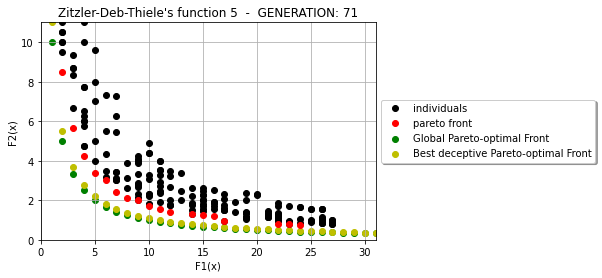 Zitzler-Deb-Thiele's function 5 - GENERATION: 71
F2(x)
10
8
6
4
2
0
0 5 10 15 20 25 30
F1(x)
individuals
pareto front
Global Pareto-optimal Front
Best deceptive Pareto-optimal Front